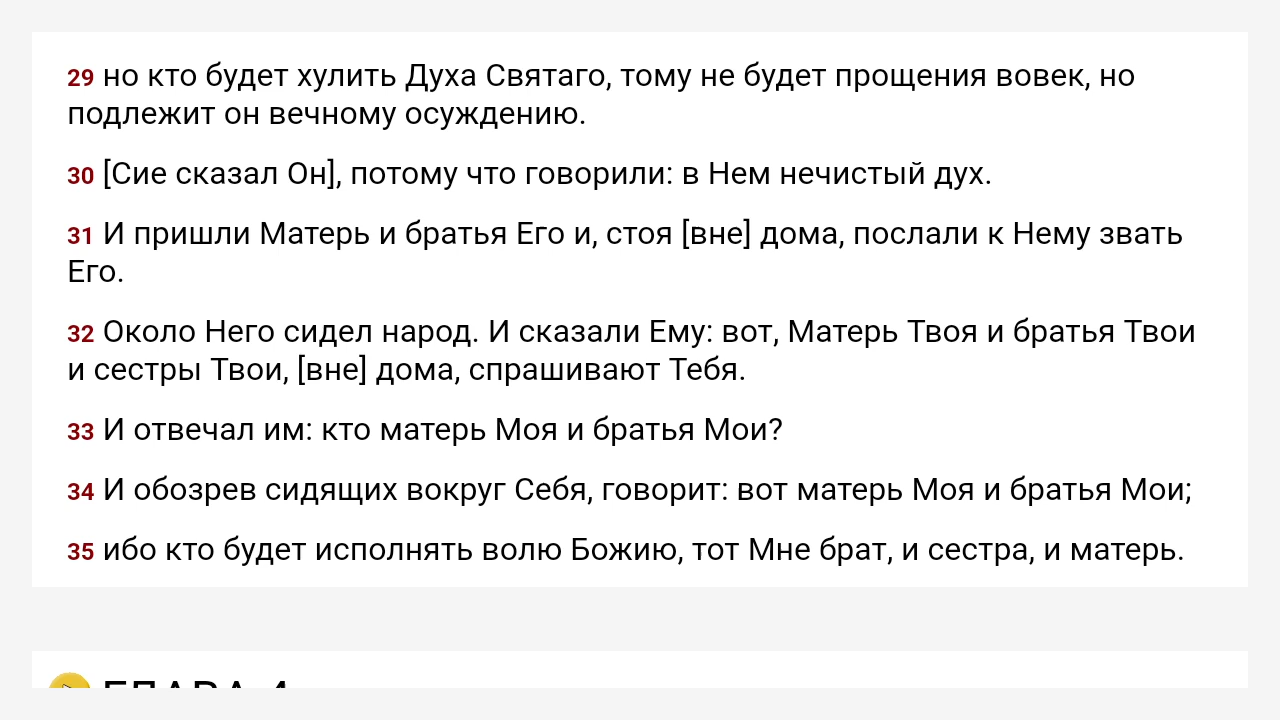 29 но кто будет хулить Духа Святаго, тому не будет прощения вовек, но
подлежит он вечному осуждению.
30 [Сие сказал Он], потому что говорили: в Нем нечистый дух.
31 И пришли Матерь и братья Его и, стоя [вне] дома, послали к Нему звать
Его.
32 Около Него сидел народ. И сказали Ему: вот, Матерь Твоя и братья Твои
и сестры Твои, [вне] дома, спрашивают Тебя.
33 И отвечал им: кто матерь Моя и братья Мои?
34 И обозрев сидящих вокруг Себя, говорит: вот матерь Моя и братья Мои;
35 ибо кто будет исполнять волю Божию, тот Мне брат, и сестра, и матерь.
ГЛАВА 4